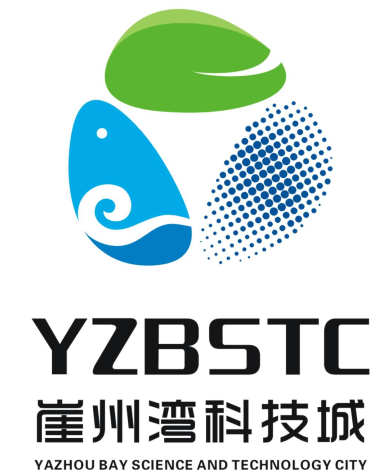 YZBSTC
崖州湾科技城
YAZHOU BAY SCIENCE AND TECHNOLOGY CITY